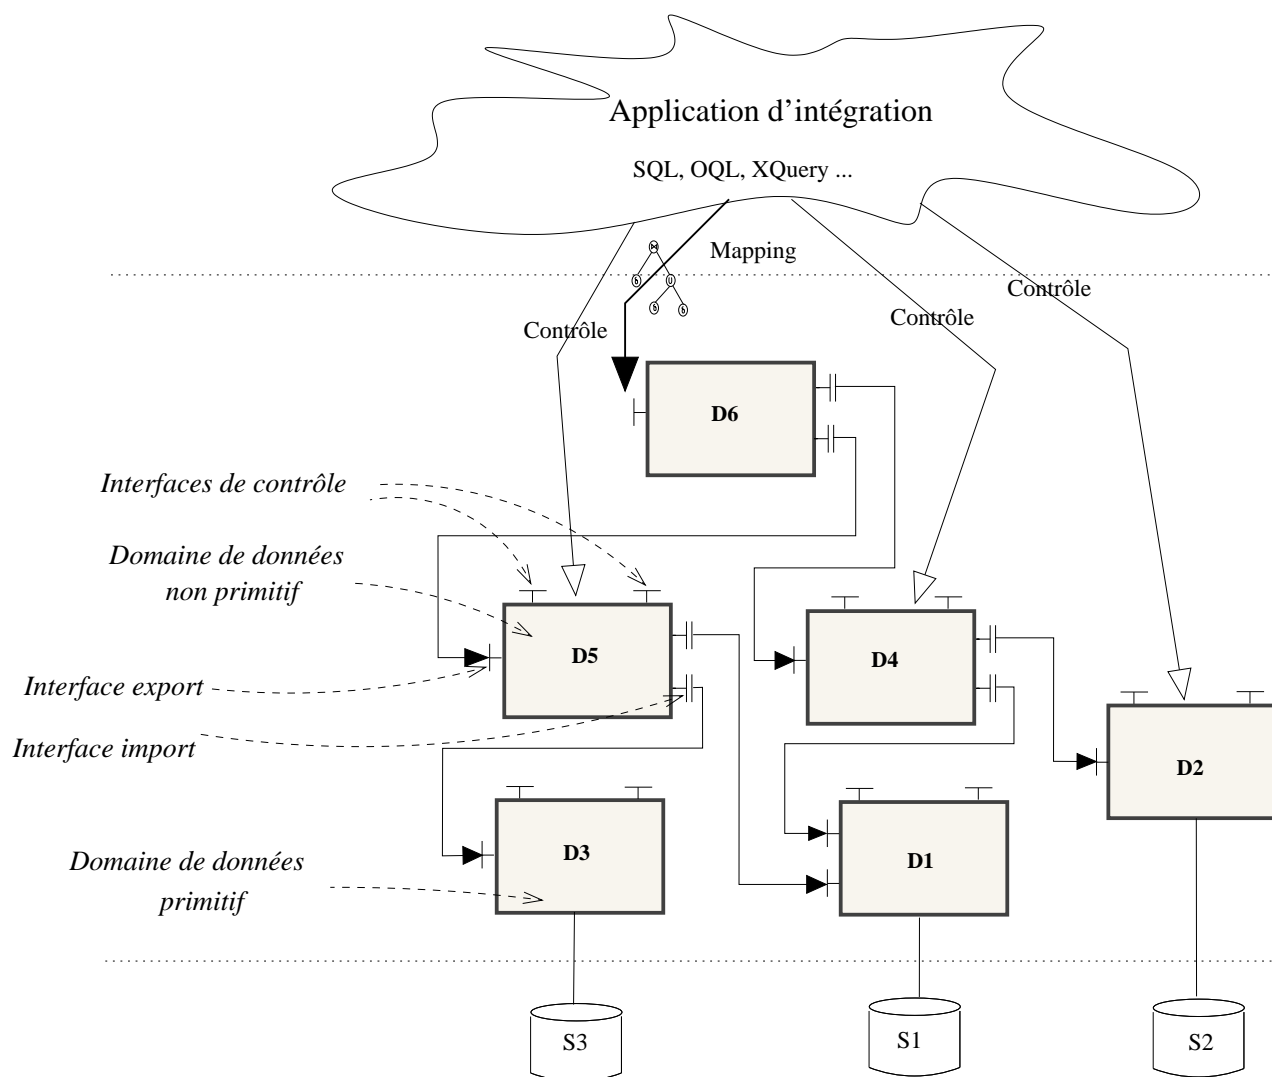 Application d’intégration
SQL, OQL, XQuery ...
Mapping
Contrôle
Contrôle
Contrôle
D6
Interfaces de contrôle
Domaine de données
non primitif
D5
D4
Interface export
Interface import
D2
D3
D1
Domaine de données
primitif
S3
S1
S2